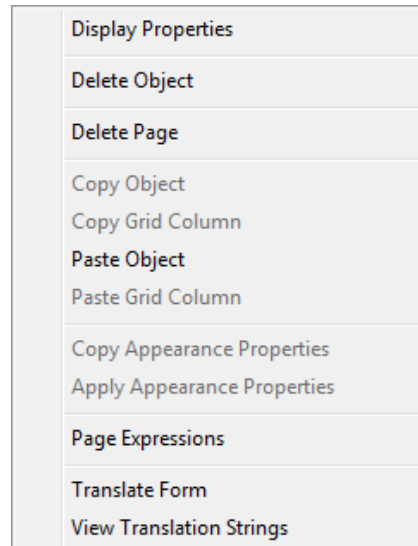 Display Properties
Delete Object
Delete Page
Copy Object
Copy Grid Column
Paste Object
Paste Grid Column
Copy Appearance Properties
Apply Appearance Properties
Page Expressions
Translate Form
View Translation Strings